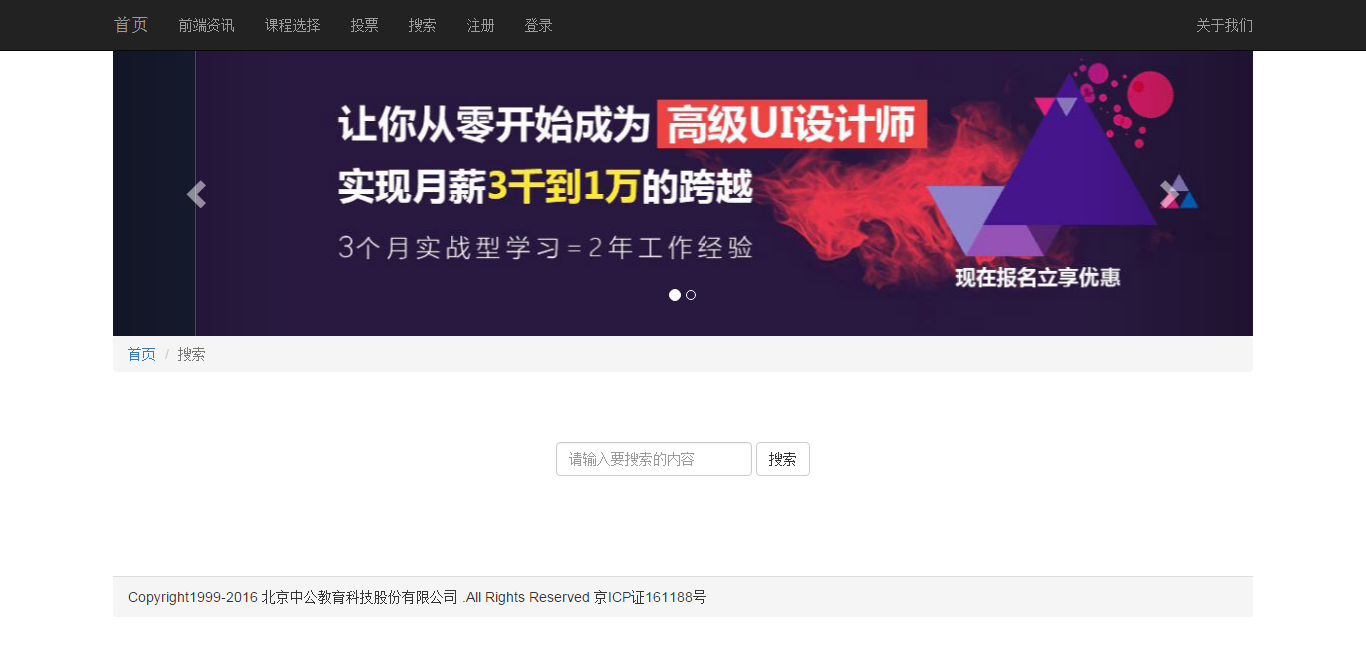 首页 前端资讯 课程选择 投票 搜索 注册 登录 关于我们
让你从零开始成为 高级UI设计师
实现月薪3千到1万的跨越
3个月实战型学习=2年工作经验
现在报名立享优惠
首页 / 搜索
请输入要搜索的内容 搜索
Copyright1999-2016 北京中公教育科技股份有限公司 .All Rights Reserved 京ICP证161188号